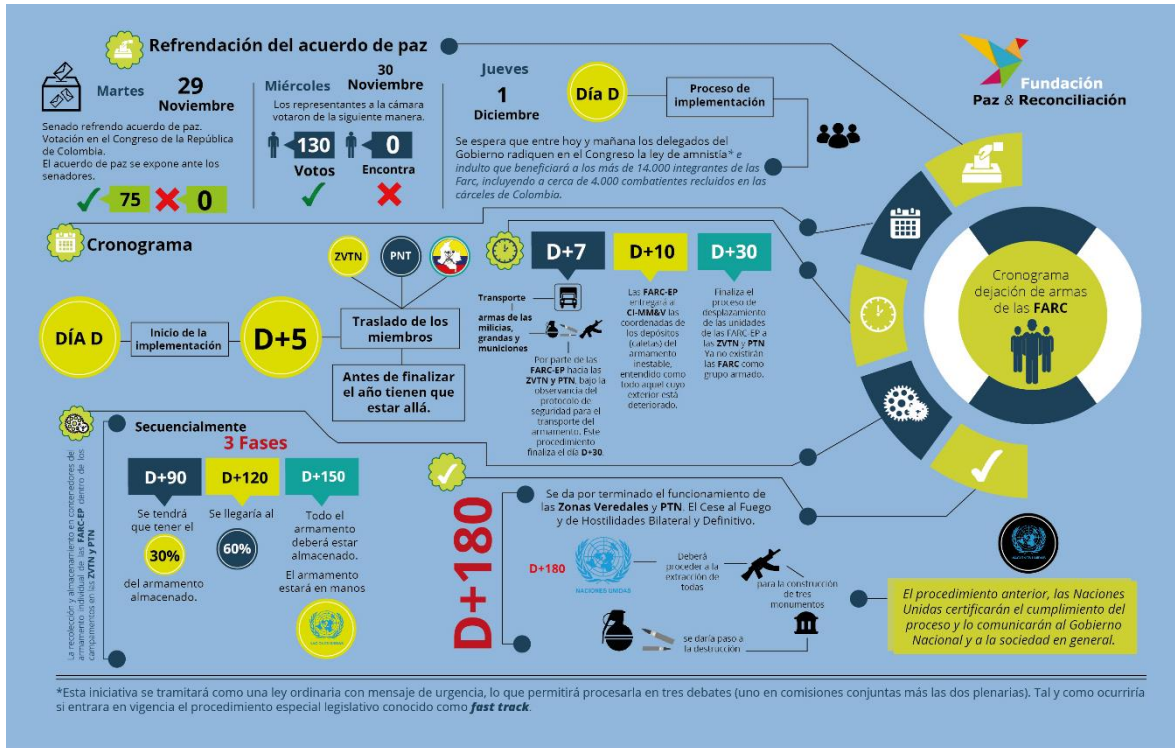 Refrendación del acuerdo de paz
Martes
29
Noviembre
Senado refrendo acuerdo de paz.
Votación en el Congreso de la República
de Colombia.
El acuerdo de paz se expone ante los
senadores.
75
0
Miércoles
30
Noviembre
Los representantes a la cámara
votaron de la siguiente manera.
130
Votos
0
Encontra
Jueves
1
Diciembre
Día D
Proceso de
implementación
Se espera que entre hoy y mañana los delegados del
Gobierno radiquen en el Congreso la ley de amnistía* e
indulto que beneficiará a los más de 14.000 integrantes de las
Farc, incluyendo a cerca de 4.000 combatientes recluidos en las
cárceles de Colombia.
Fundación
Paz & Reconciliación
Cronograma
dejación de armas
de las FARC
Cronograma
DÍA D
Inicio de la
implementación
D+5
ZVTN
PNT
Traslado de los
miembros
Antes de finalizar
el año tienen que
estar allá.
D+7
Transporte
armas de las
milicias,
grandas y
municiones
Por parte de las
FARC-EP hacia las
ZVTN y PTN, bajo la
observancia del
protocolo de
seguridad para el
transporte del
armamento. Este
procedimiento
finaliza el día D+30.
D+10
Las FARC-EP
entregará al
CI-MM&V las
coordenadas de
los depósitos
(caletas) del
armamento
inestable,
entendido como
todo aquel cuyo
exterior está
deteriorado.
D+30
Finaliza el
proceso de
desplazamiento
de las unidades
de las FARC-EP a
las ZVTN y PTN
Ya no existirán
las FARC como
grupo armado.
La recolección y almacenamiento en contenedores del
armamento individual de las FARC-EP dentro de los
campamentos en las ZVTN y PTN
Secuencialmente
3 Fases
D+90
Se tendrá
que tener el
30%
del armamento
almacenado.
D+120
Se llegaría al
60%
D+150
Todo el
armamento
deberá estar
almacenado.
El armamento
estará en manos
D+180
Se da por terminado el funcionamiento de
las Zonas Veredales y PTN. El Cese al Fuego
y de Hostilidades Bilateral y Definitivo.
D+180
NACIONES UNIDAS
Deberá
proceder a la
extracción de
todas
para la construcción
de tres
monumentos
se daría paso a
la destrucción
El procedimiento anterior, las Naciones
Unidas certificarán el cumplimiento del
proceso y lo comunicarán al Gobierno
Nacional y a la sociedad en general.
*Esta iniciativa se tramitará como una ley ordinaria con mensaje de urgencia, lo que permitirá procesarla en tres debates (uno en comisiones conjuntas más las dos plenarias). Tal y como ocurriría
si entrara en vigencia el procedimiento especial legislativo conocido como fast track.